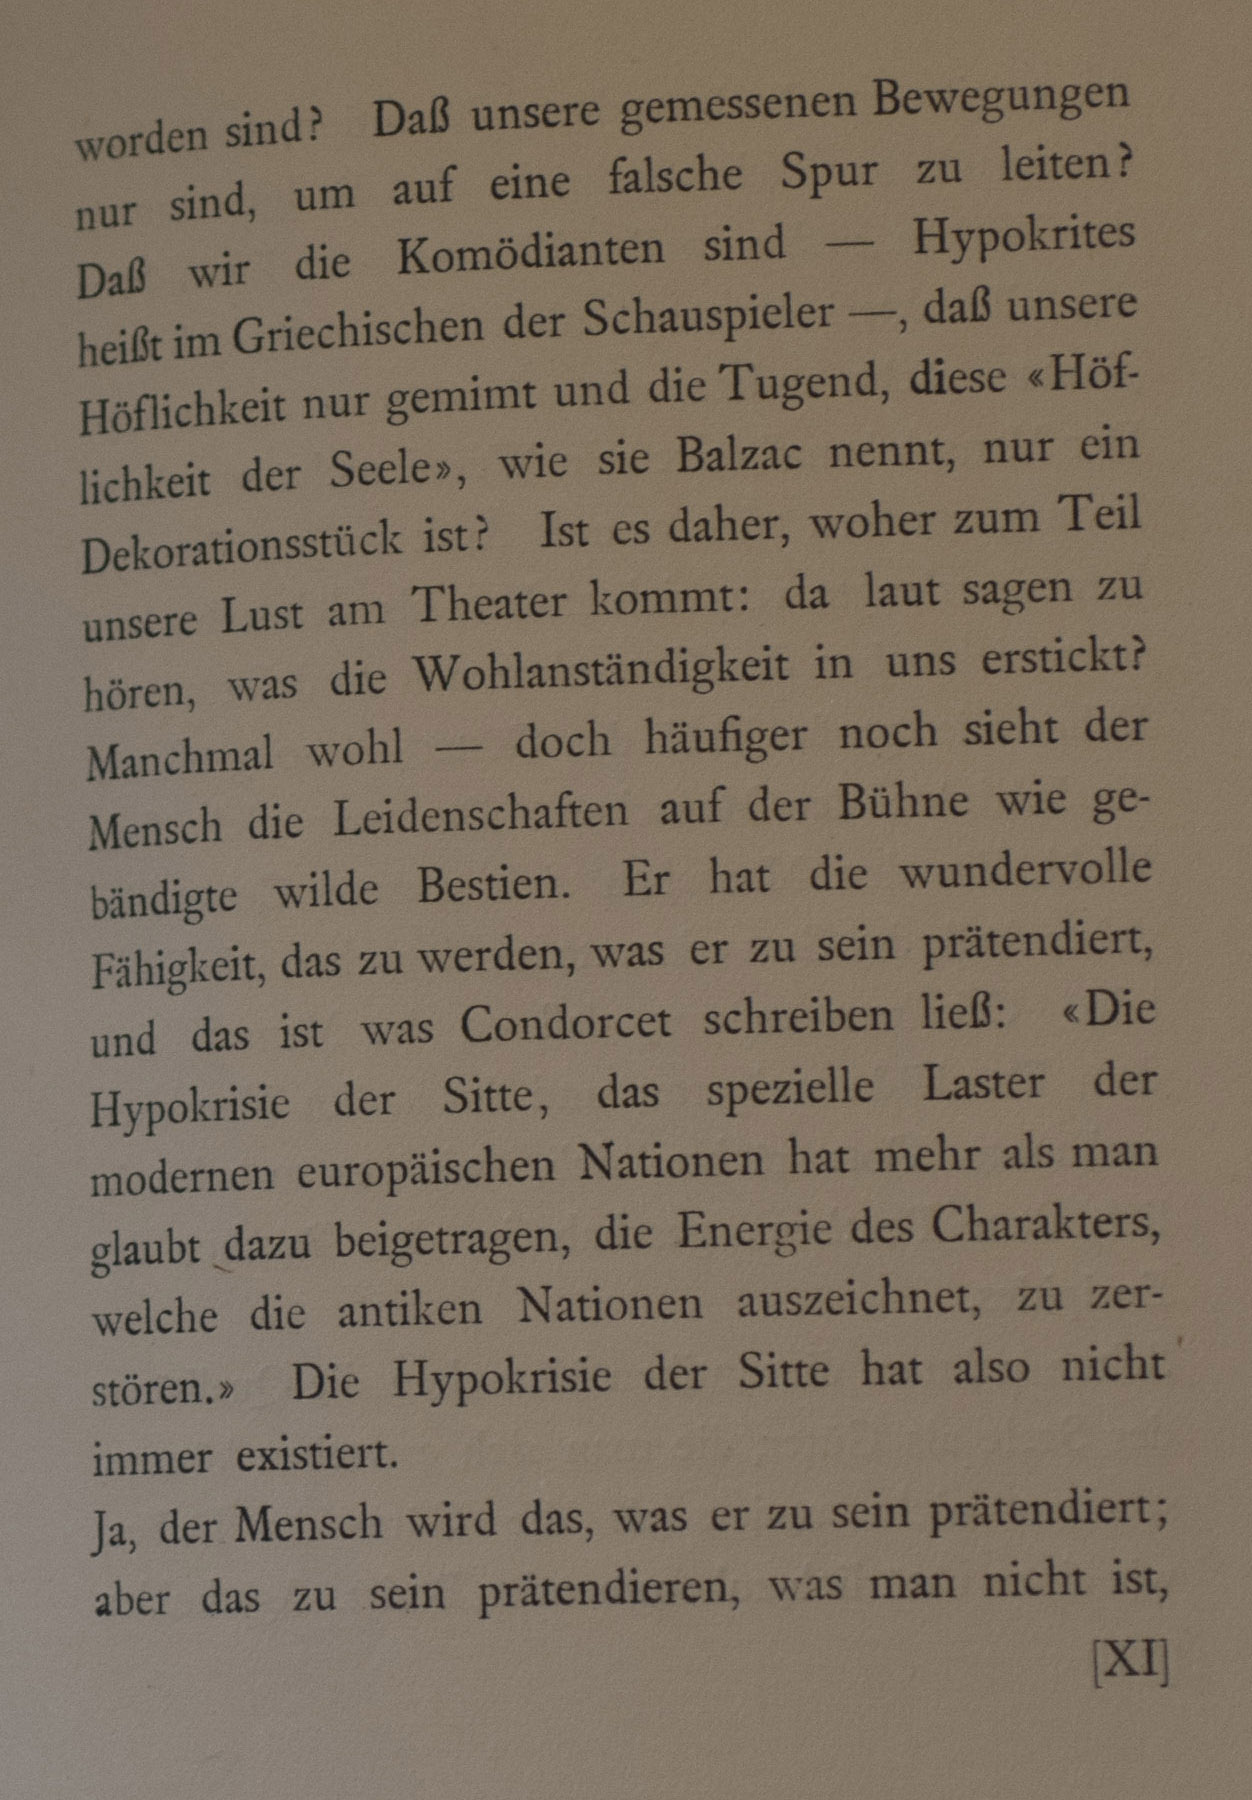 worden sind? Daß unsere gemessenen Bewegungen
nur sind, um auf eine falsche Spur zu leiten?
Daß wir die Komödianten sind — Hypokrites
heißt im Griechischen der Schauspieler —, daß unsere
Höflichkeit nur gemimt und die Tugend, diese «Höf-
lichkeit der Seele», wie sie Balzac nennt, nur ein
Dekorationsstück ist? Ist es daher, woher zum Teil
unsere Lust am Theater kommt: da laut sagen zu
hören, was die Wohlanständigkeit in uns erstickt?
Manchmal wohl — doch häufiger noch sieht der
Mensch die Leidenschaften auf der Bühne wie ge-
bändigte wilde Bestien. Er hat die wundervolle
Fähigkeit, das zu werden, was er zu sein prätendiert,
und das ist was Condorcet schreiben ließ: «Die
Hypokrisie der Sitte, das spezielle Laster der
modernen europäischen Nationen hat mehr als man
glaubt dazu beigetragen, die Energie des Charakters,
welche die antiken Nationen auszeichnet, zu zer-
stören.» Die Hypokrisie der Sitte hat also nicht
immer existiert.
Ja, der Mensch wird das, was er zu sein prätendiert;
aber das zu sein prätendieren, was man nicht ist,
[XI]